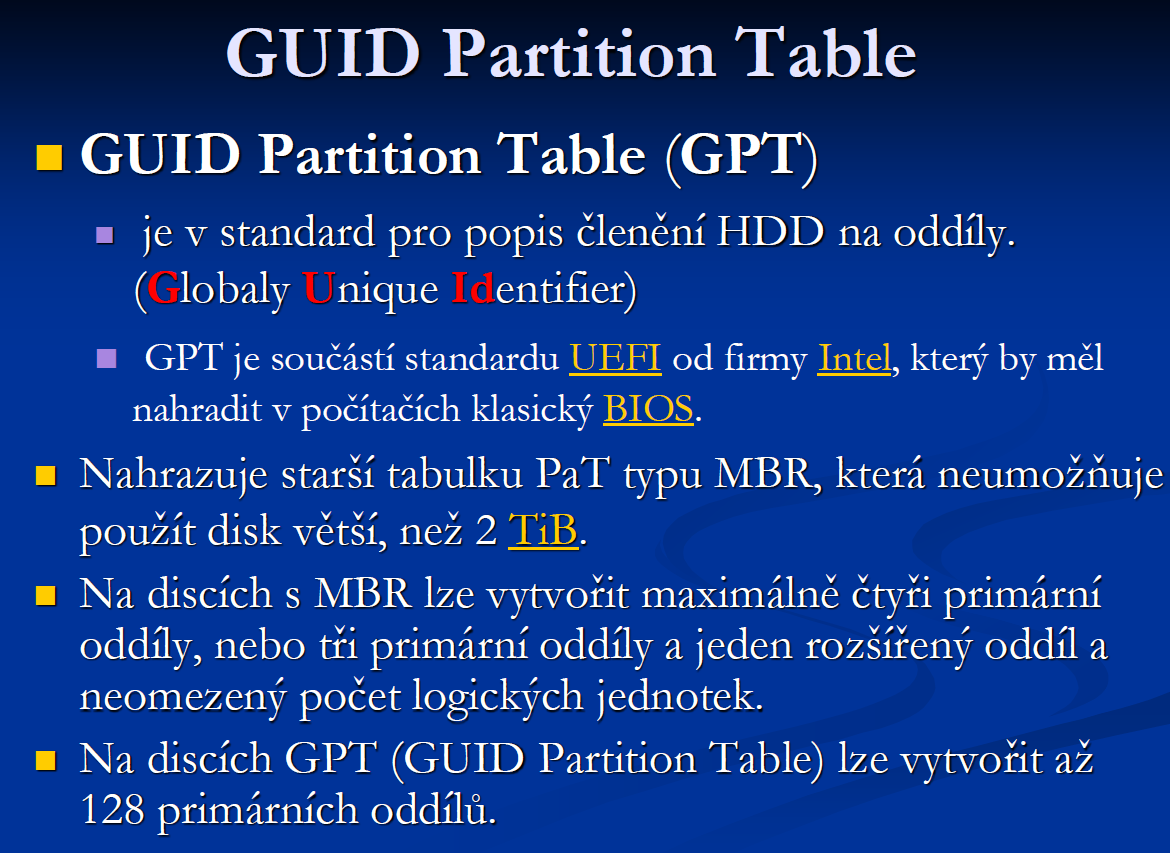 GUID Partition Table
GUID Partition Table (GPT)
je v standard pro popis členění HDD na oddíly.
(Globaly Unique Identifier)
GPT je součástí standardu UEFI od firmy Intel, který by měl
nahradit v počítačích klasický BIOS.
Nahrazuje starší tabulku PaT typu MBR, která neumožňuje
použít disk větší, než 2 TiB.
Na discích s MBR lze vytvořit maximálně čtyři primární
oddíly, nebo tři primární oddíly a jeden rozšířený oddíl a
neomezený počet logických jednotek.
Na discích GPT (GUID Partition Table) lze vytvořit až
128 primárních oddílů.